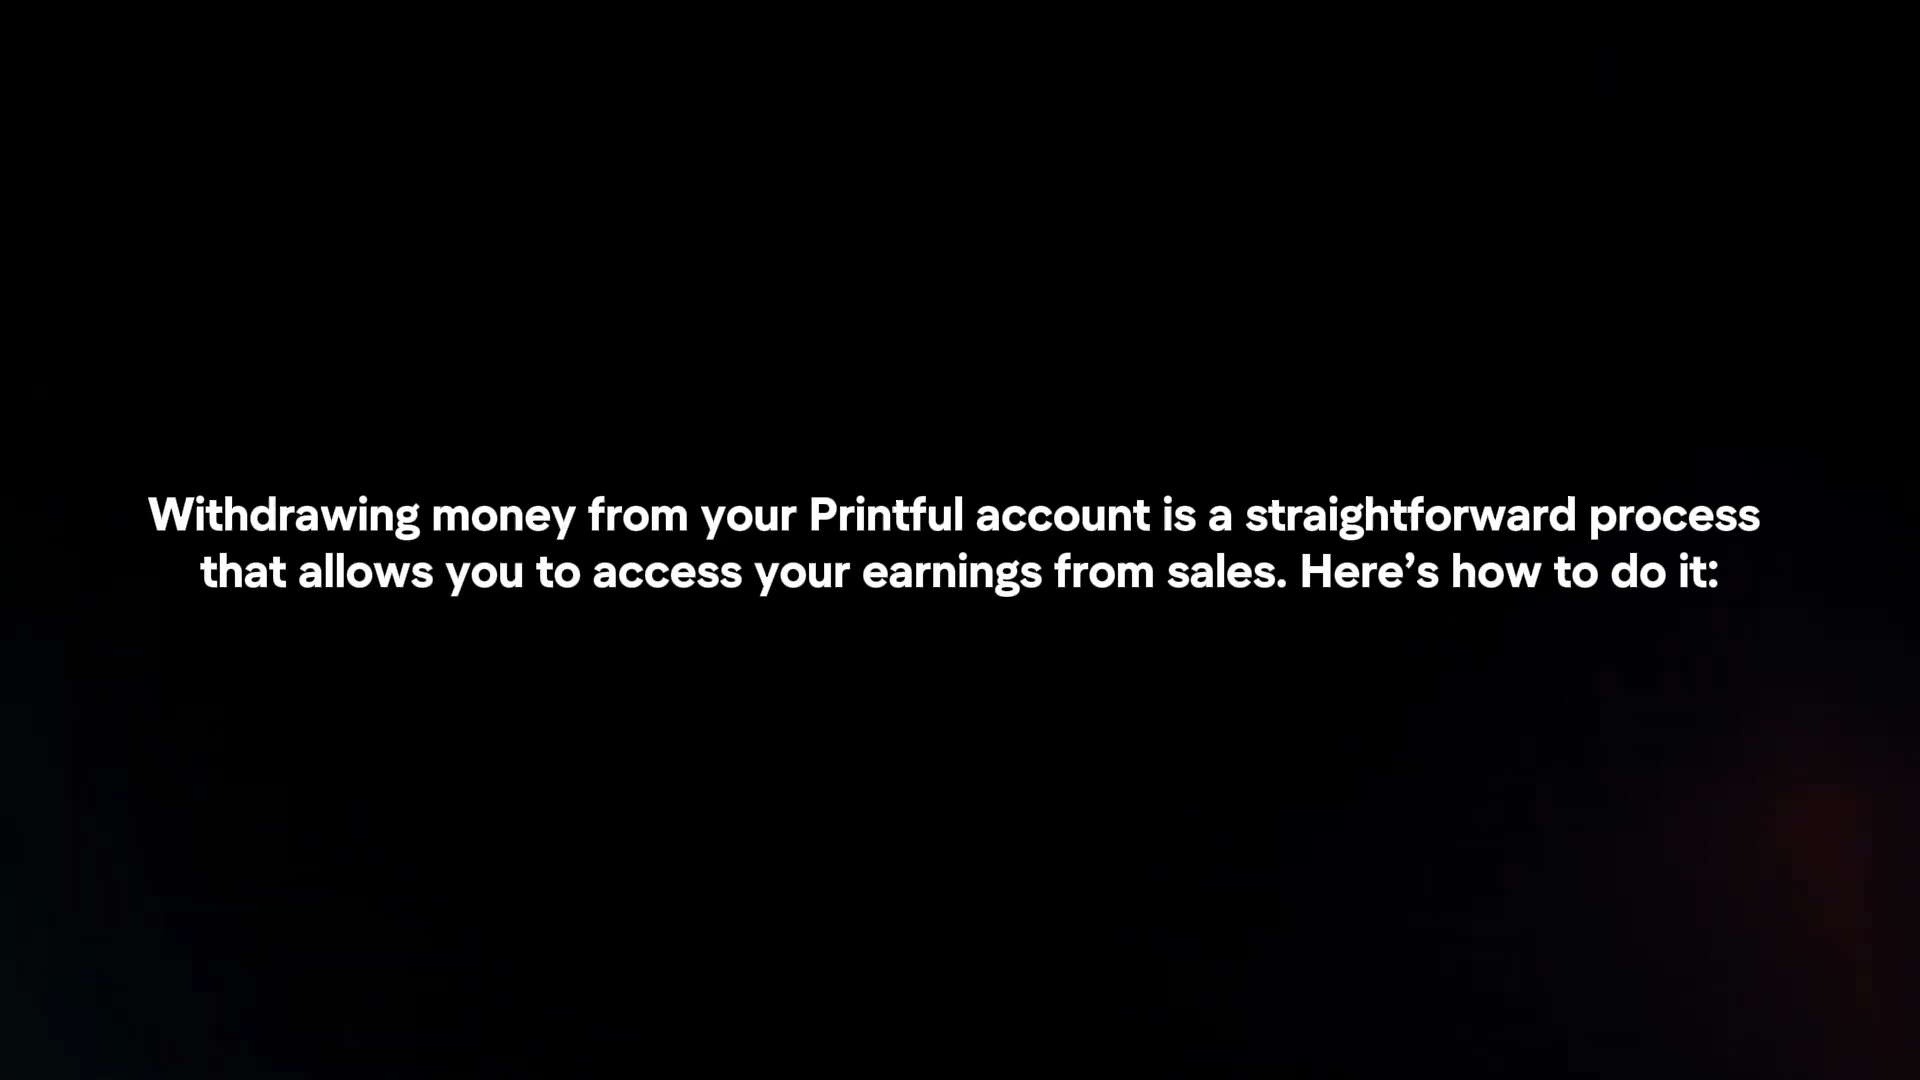 Withdrawing money from your Printful account is a straightforward process
that allows you to access your earnings from sales. Here’s how to do it: